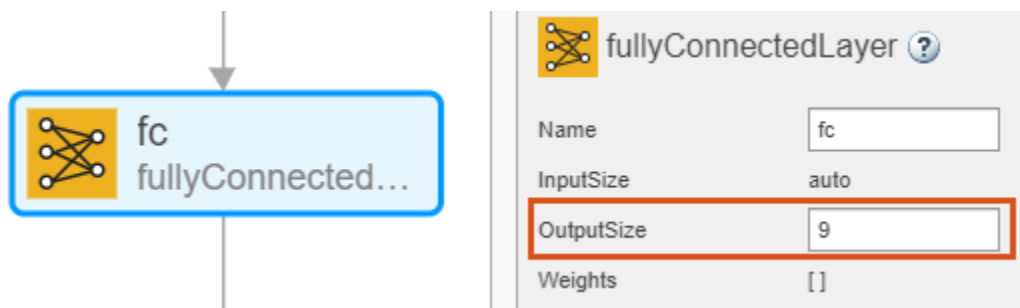 fc
fullyConnected...
fullyConnectedLayer ?
Name fc
InputSize auto
OutputSize 9
Weights [ ]